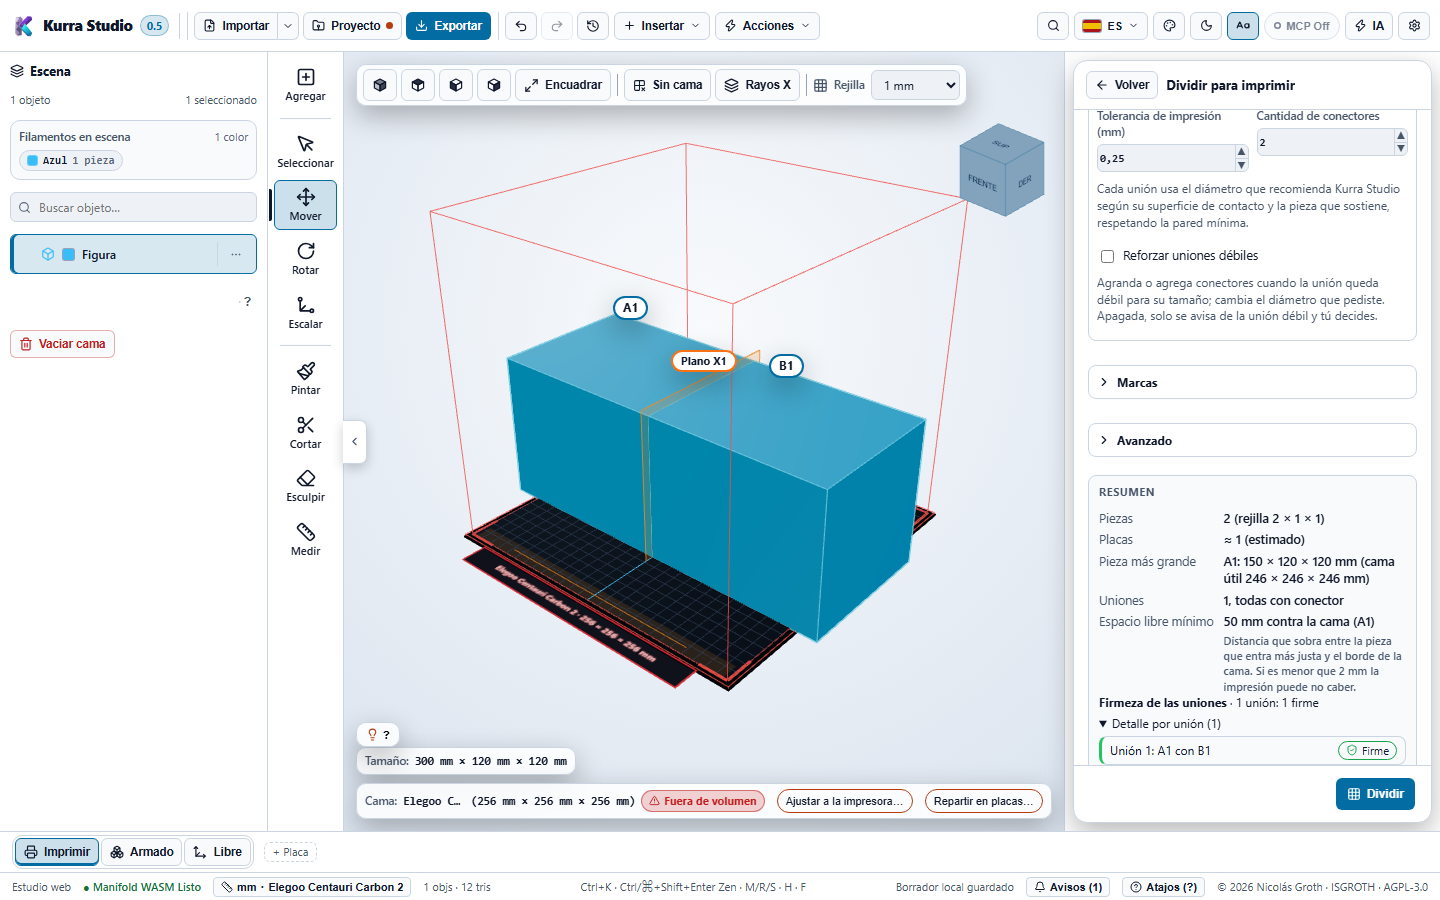 Kurra Studio 0.5
Importar
Proyecto
Exportar
Insertar
Acciones
ES
MCP Off
IA
Escena
1 objeto
1 seleccionado
Filamentos en escena
1 color
Azul 1 pieza
Buscar objeto...
Figura
?
Vaciar cama
Agregar
Seleccionar
Mover
Rotar
Escalar
Pintar
Cortar
Esculpir
Medir
Encuadrar
Sin cama
Rayos X
Rejilla
1 mm
SUP
FRENTE
DER
A1
Plano X1
B1
Elegoo Centauri Carbon 2 · 256 × 256 × 256 mm
?
Tamaño: 300 mm × 120 mm × 120 mm
Cama: Elegoo C… (256 mm × 256 mm × 256 mm)
Fuera de volumen
Ajustar a la impresora...
Repartir en placas...
Volver
Dividir para imprimir
Tolerancia de impresión
(mm)
0,25
Cantidad de conectores
2
Cada unión usa el diámetro que recomienda Kurra Studio
según su superficie de contacto y la pieza que sostiene,
respetando la pared mínima.
Reforzar uniones débiles
Agranda o agrega conectores cuando la unión queda
débil para su tamaño; cambia el diámetro que pediste.
Apagada, solo se avisa de la unión débil y tú decides.
Marcas
Avanzado
RESUMEN
Piezas
2 (rejilla 2 × 1 × 1)
Placas
≈ 1 (estimado)
Pieza más grande
A1: 150 × 120 × 120 mm (cama
útil 246 × 246 × 246 mm)
Uniones
1, todas con conector
Espacio libre mínimo
50 mm contra la cama (A1)
Distancia que sobra entre la pieza
que entra más justa y el borde de la
cama. Si es menor que 2 mm la
impresión puede no caber.
Firmeza de las uniones · 1 unión: 1 firme
Detalle por unión (1)
Unión 1: A1 con B1
Firme
Dividir
Imprimir
Armado
Libre
+ Placa
Estudio web
Manifold WASM Listo
mm · Elegoo Centauri Carbon 2
1 objs · 12 tris
Ctrl+K · Ctrl/⌘+Shift+Enter Zen · M/R/S · H · F
Borrador local guardado
Avisos (1)
Atajos (?)
© 2026 Nicolás Groth · ISGROTH · AGPL-3.0